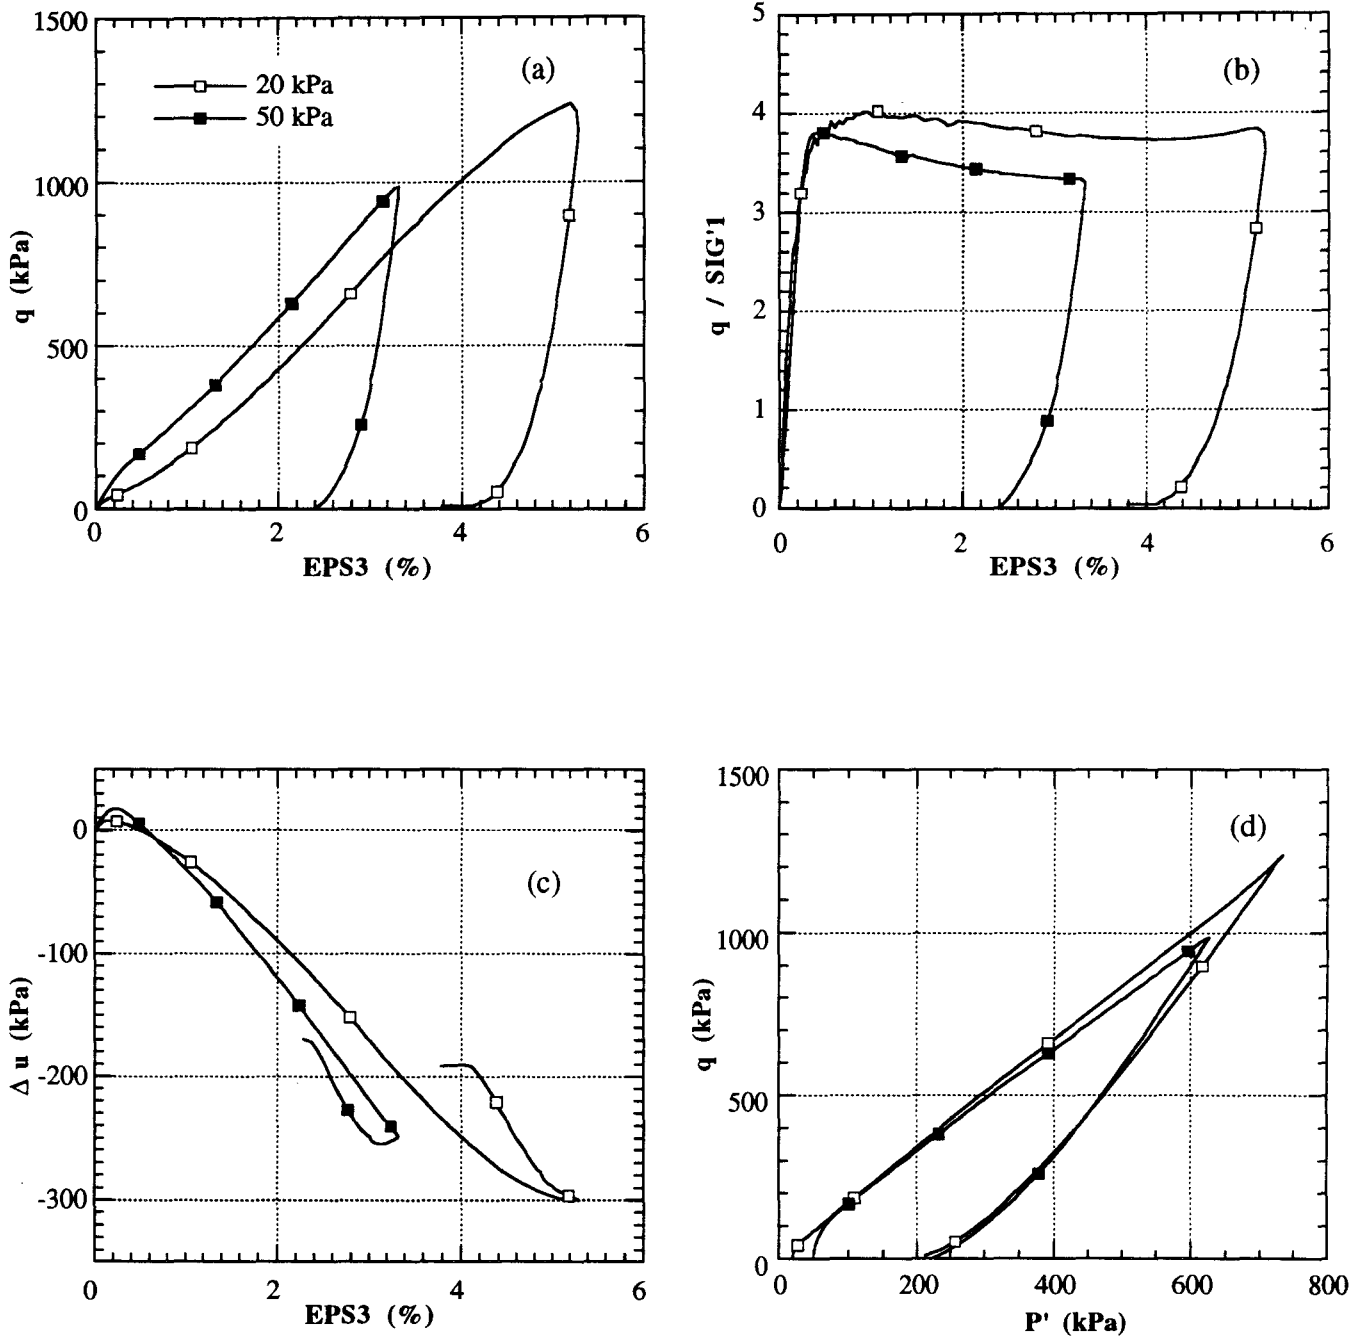 1500
1000
500
0
q (kPa)
(a)
20 kPa
50 kPa
0 2 4 6
EPS3 (%)
5
4
3
2
1
0
q / SIG'1
(b)
0 2 4 6
EPS3 (%)
0
-100
-200
-300
Δ u (kPa)
(c)
0 2 4 6
EPS3 (%)
1500
1000
500
0
q (kPa)
(d)
0 200 400 600 800
P' (kPa)